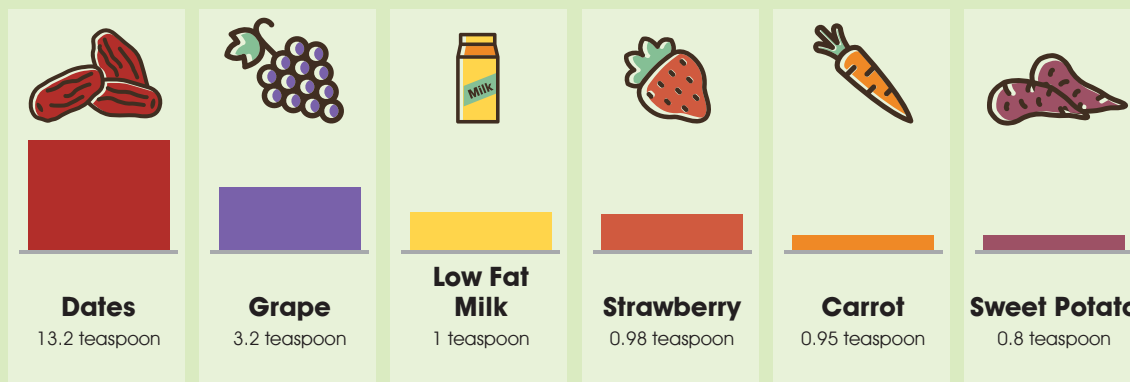 Milk
Dates
13.2 teaspoon
Grape
3.2 teaspoon
Low Fat
Milk
1 teaspoon
Strawberry
0.98 teaspoon
Carrot
0.95 teaspoon
Sweet Potato
0.8 teaspoon